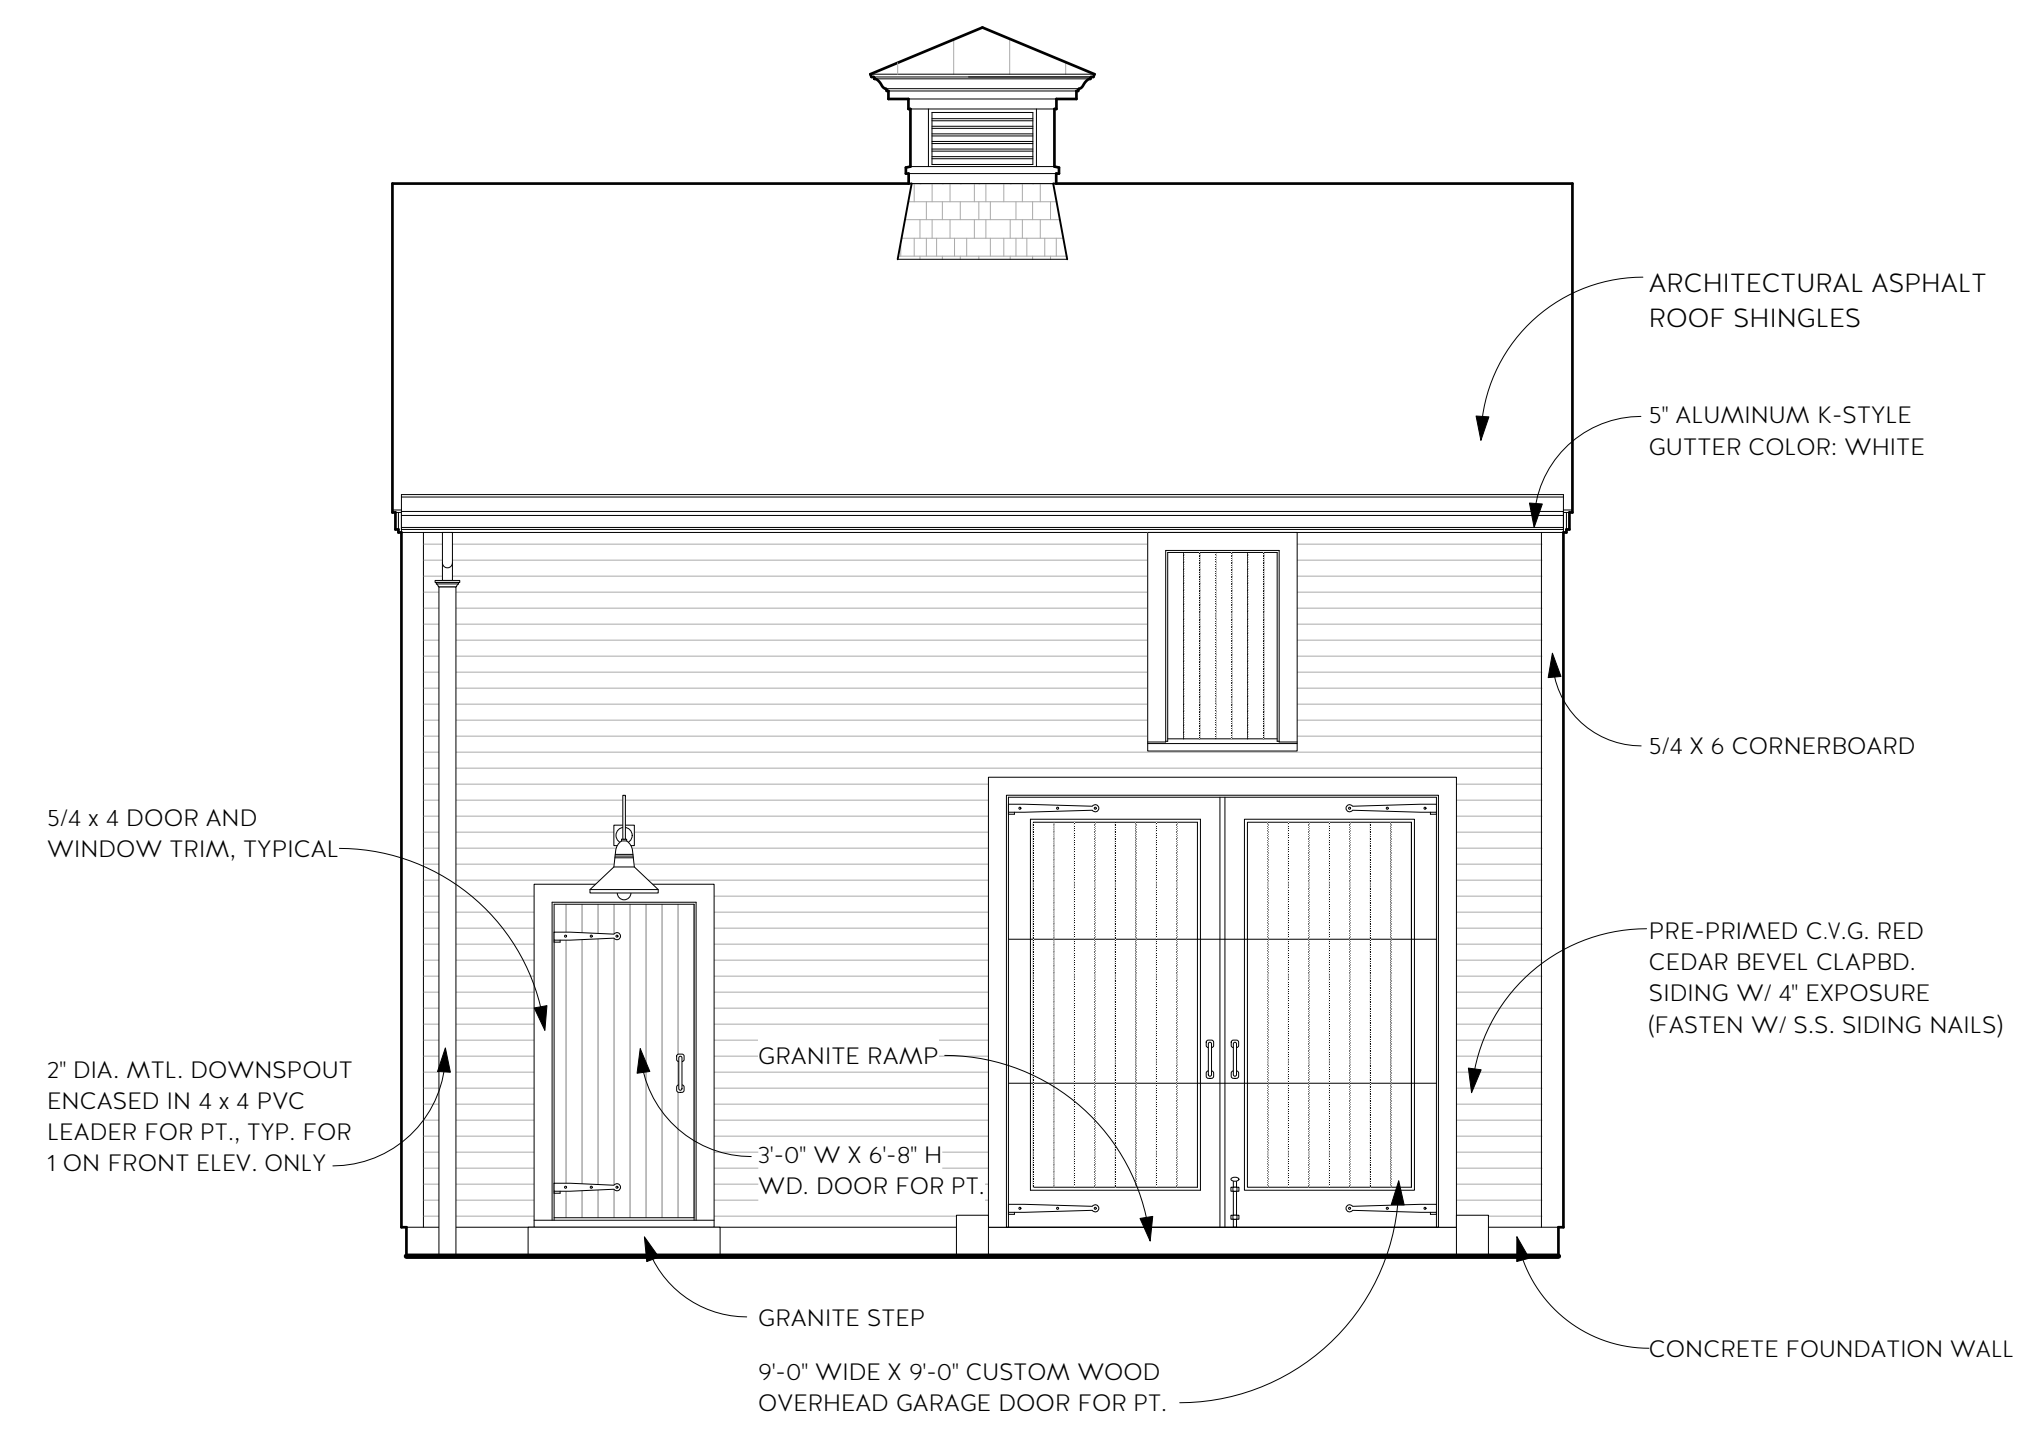 ARCHITECTURAL ASPHALT
ROOF SHINGLES
5" ALUMINUM K-STYLE
GUTTER COLOR: WHITE
5/4 X 6 CORNERBOARD
5/4 x 4 DOOR AND
WINDOW TRIM, TYPICAL
PRE-PRIMED C.V.G. RED
CEDAR BEVEL CLAPBD.
SIDING W/ 4" EXPOSURE
(FASTEN W/ S.S. SIDING NAILS)
2" DIA. MTL. DOWNSPOUT
ENCASED IN 4 x 4 PVC
LEADER FOR PT., TYP. FOR
1 ON FRONT ELEV. ONLY
GRANITE RAMP
3'-0" W X 6'-8" H
WD. DOOR FOR PT.
GRANITE STEP
9'-0" WIDE X 9'-0" CUSTOM WOOD
OVERHEAD GARAGE DOOR FOR PT.
CONCRETE FOUNDATION WALL